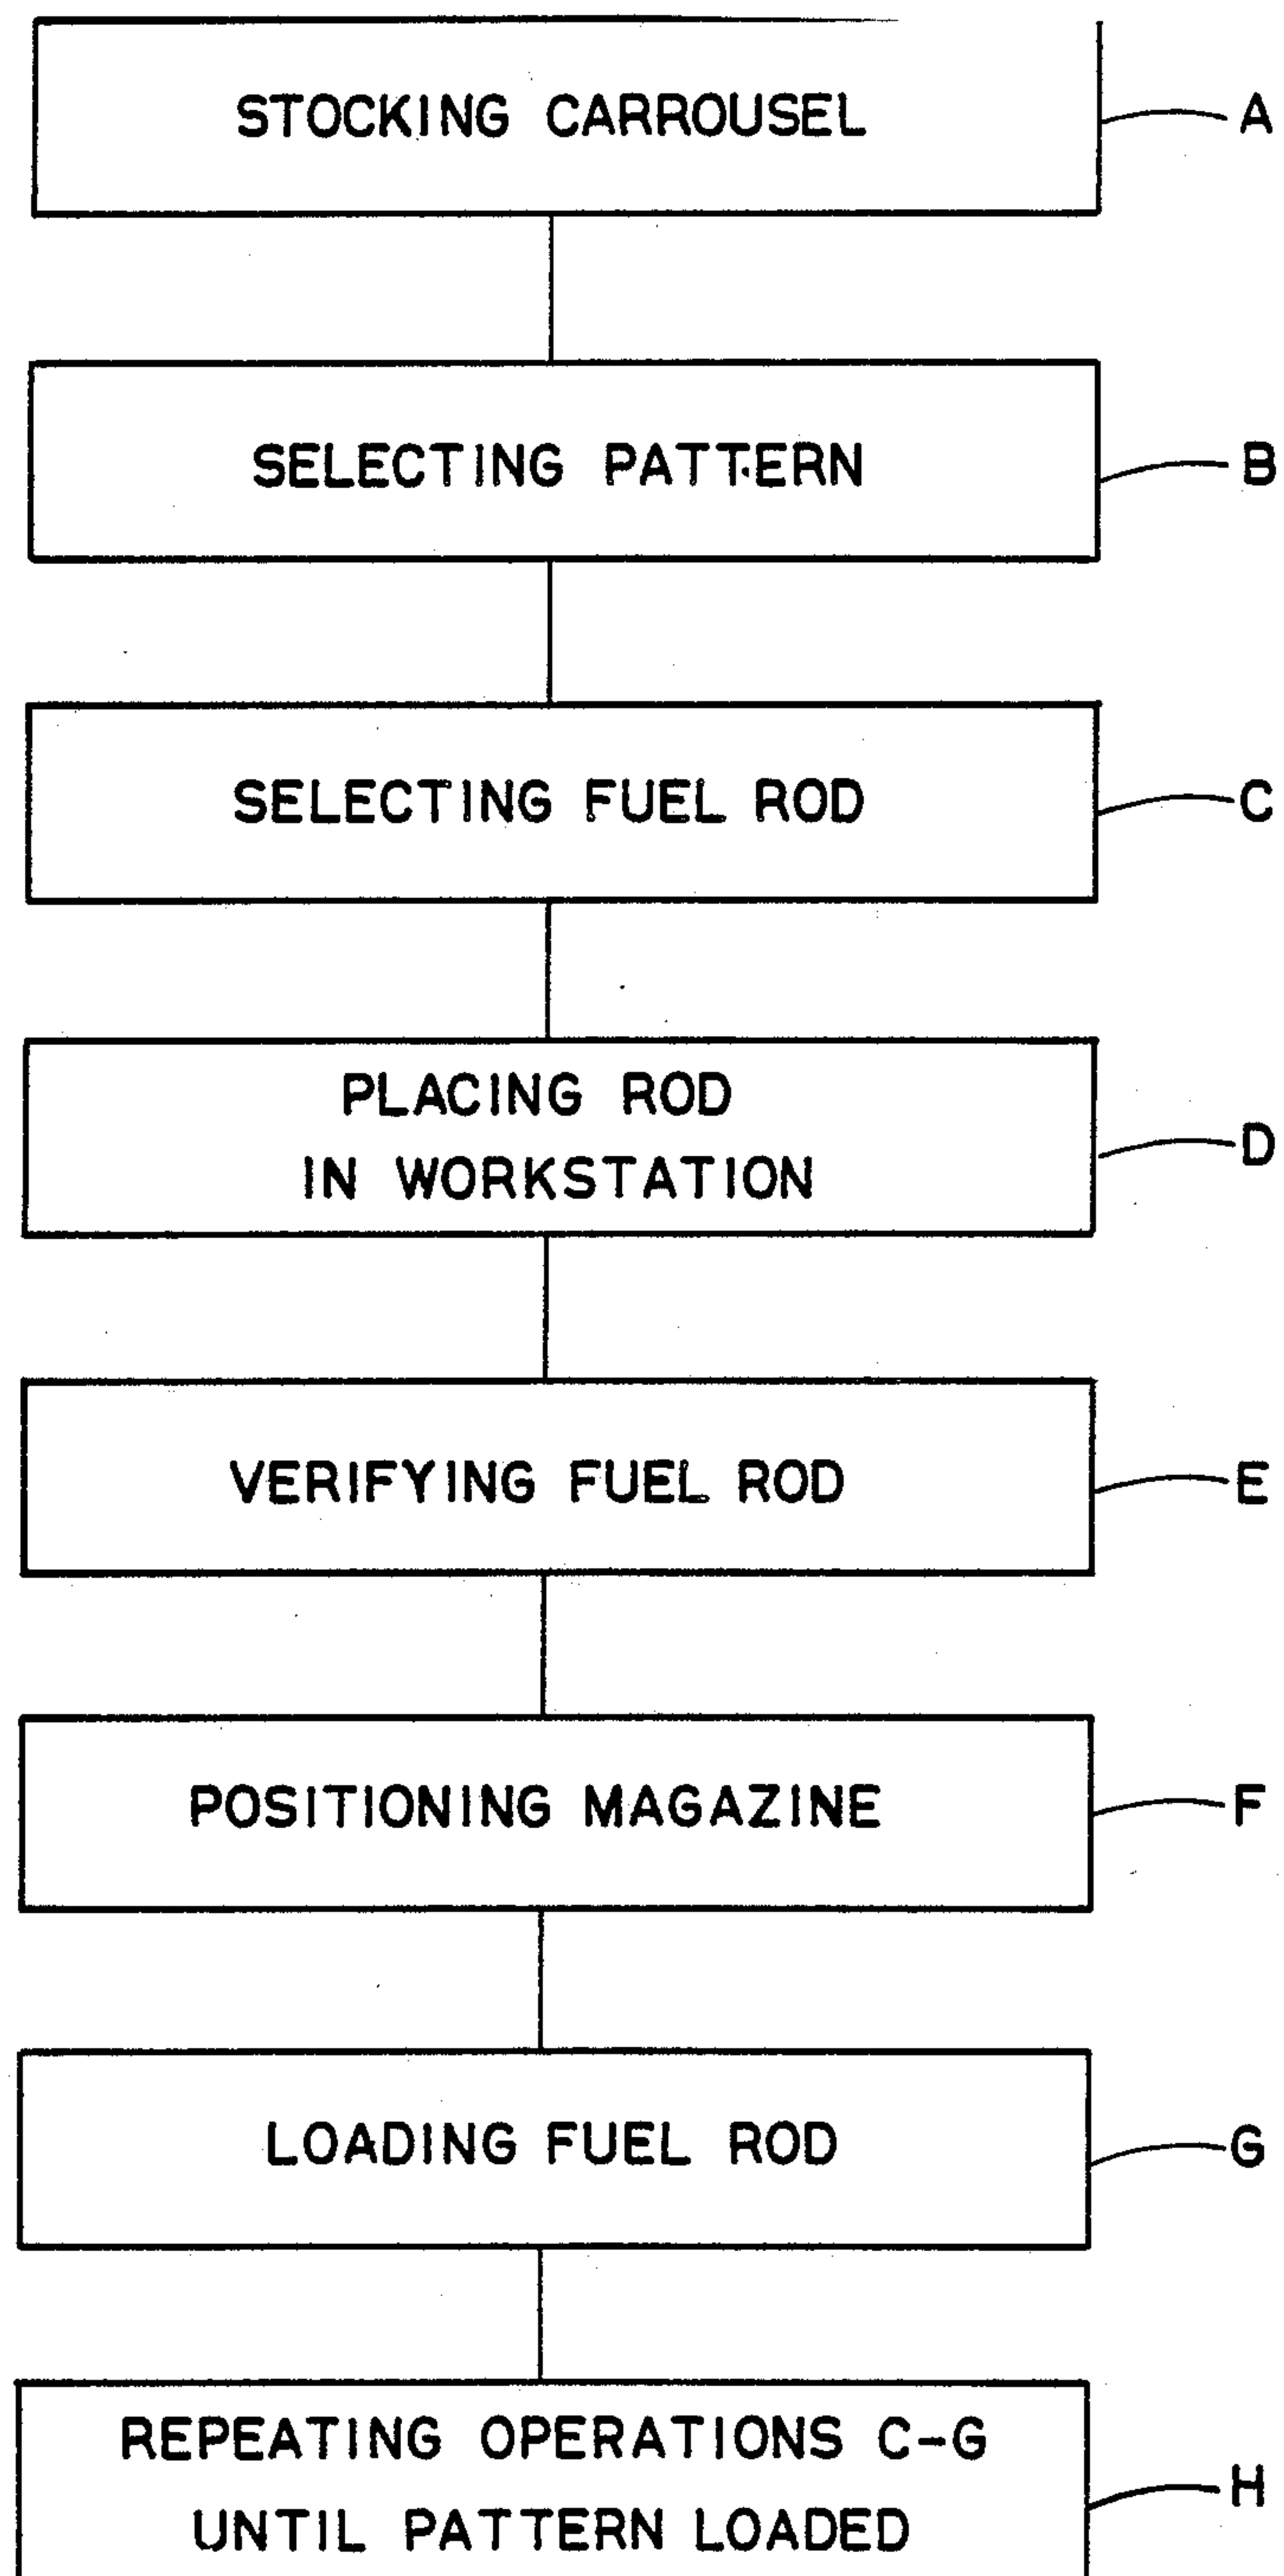 STOCKING CARROUSEL A
SELECTING PATTERN B
SELECTING FUEL ROD C
PLACING ROD
IN WORKSTATION D
VERIFYING FUEL ROD E
POSITIONING MAGAZINE F
LOADING FUEL ROD G
REPEATING OPERATIONS C-G
UNTIL PATTERN LOADED H